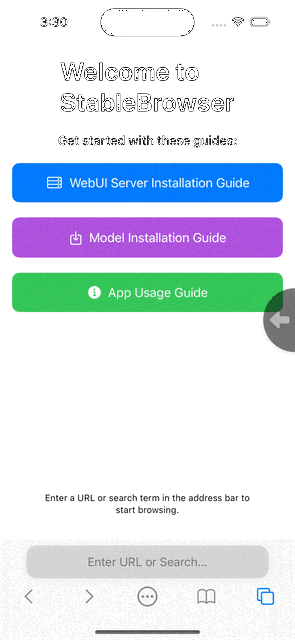 3:30
Welcome to
StableBrowser
Get started with these guides:
WebUI Server Installation Guide
Model Installation Guide
App Usage Guide
Enter a URL or search term in the address bar to
start browsing.
Enter URL or Search...